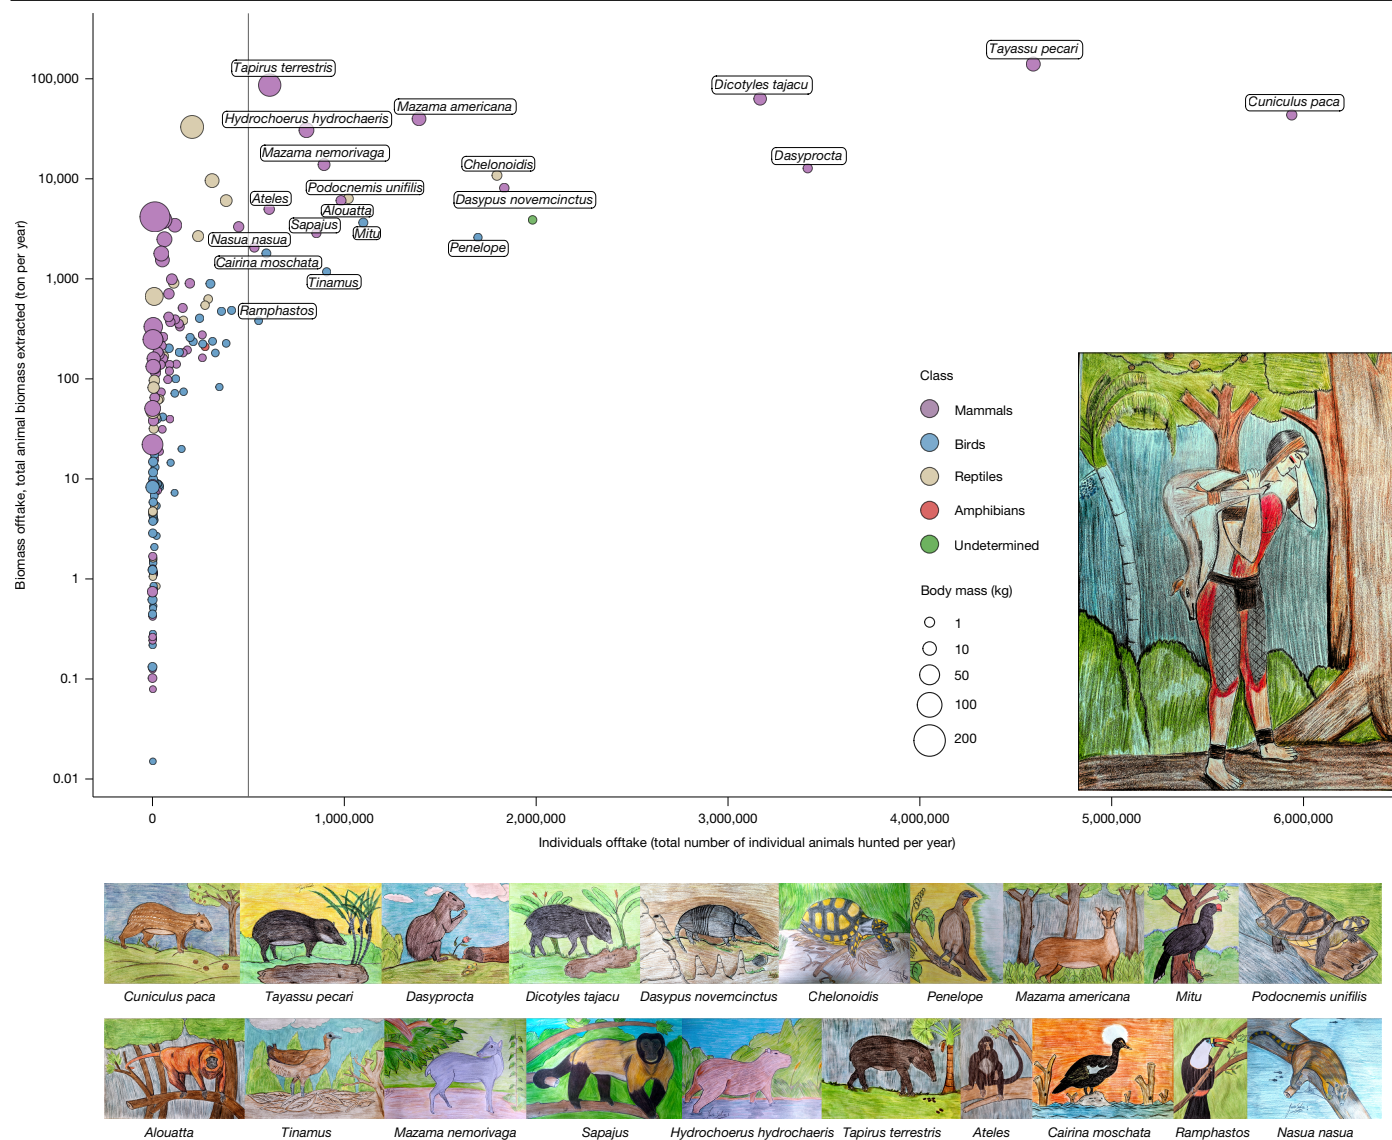 Biomass offtake, total animal biomass extracted (ton per year)
100,000
10,000
1,000
100
10
1
0.1
0.01
Tapirus terrestris
Tayassu pecari
Dicotyles tajacu
Cuniculus paca
Mazama americana
Hydrochoerus hydrochaeris
Mazama nemorivaga
Dasyprocta
Chelonoidis
Podocnemis unifilis
Ateles
Dasypus novemcinctus
Alouatta
Sapajus
Mitu
Nasua nasua
Penelope
Cairina moschata
Tinamus
Ramphastos
Class
Mammals
Birds
Reptiles
Amphibians
Undetermined
Body mass (kg)
1
10
50
100
200
0 1,000,000 2,000,000 3,000,000 4,000,000 5,000,000 6,000,000
Individuals offtake (total number of individual animals hunted per year)
Cuniculus paca Tayassu pecari Dasyprocta Dicotyles tajacu Dasypus novemcinctus Chelonoidis Penelope Mazama americana Mitu Podocnemis unifilis
Alouatta Tinamus Mazama nemorivaga Sapajus Hydrochoerus hydrochaeris Tapirus terrestris Ateles Cairina moschata Ramphastos Nasua nasua